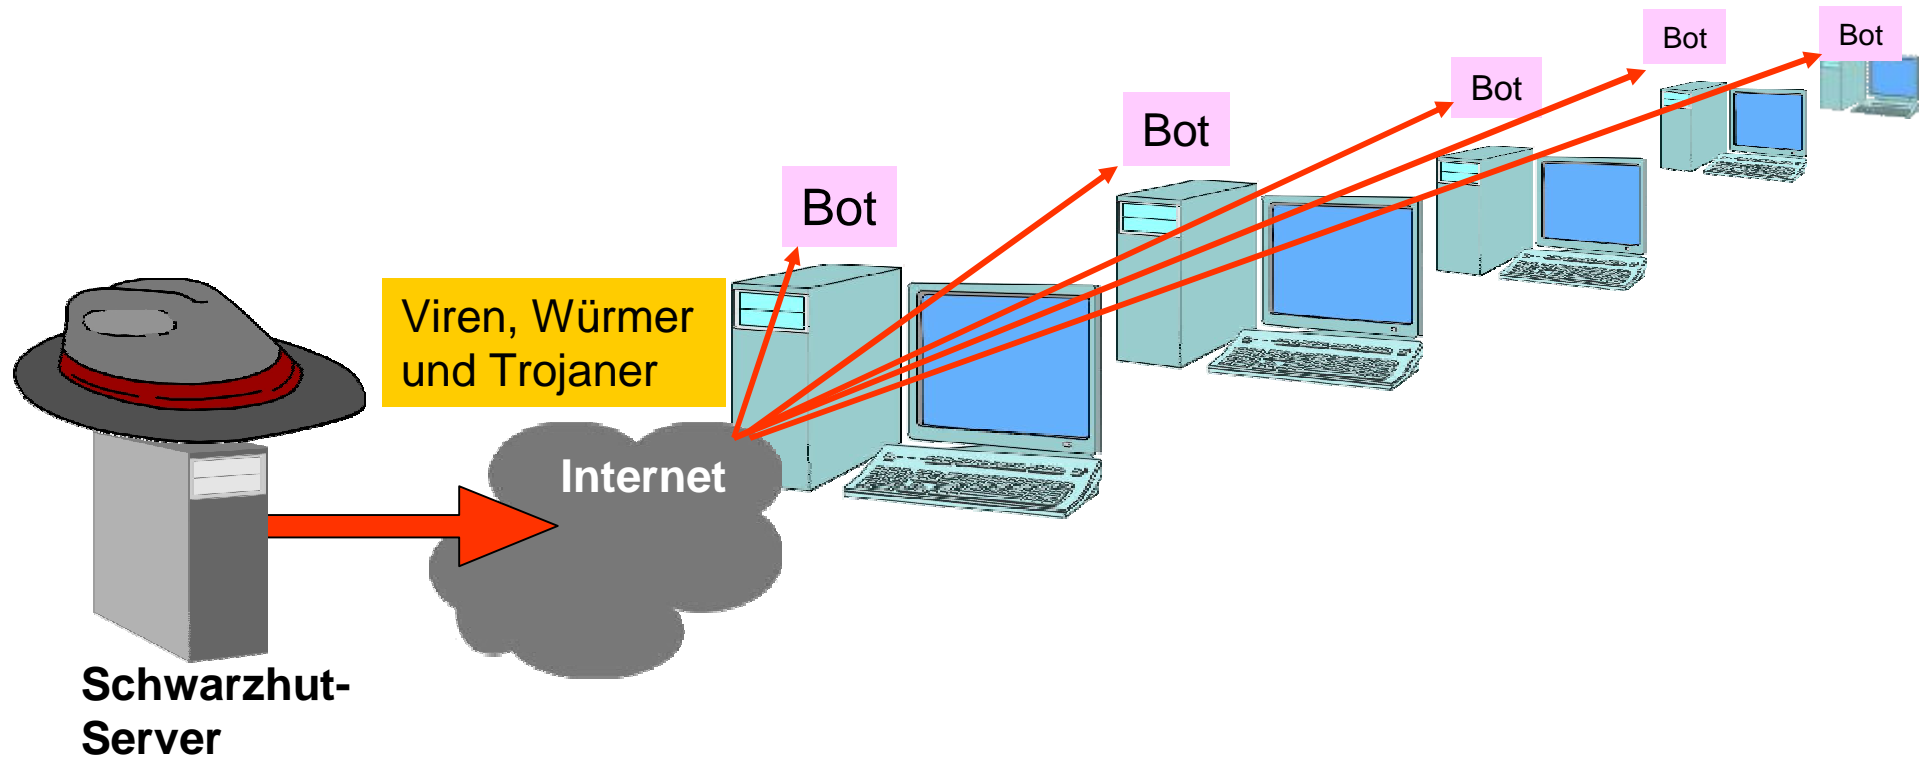 Bot
Bot
Bot
Bot
Bot
Viren, Würmer
und Trojaner
Internet
Schwarzhut-
Server